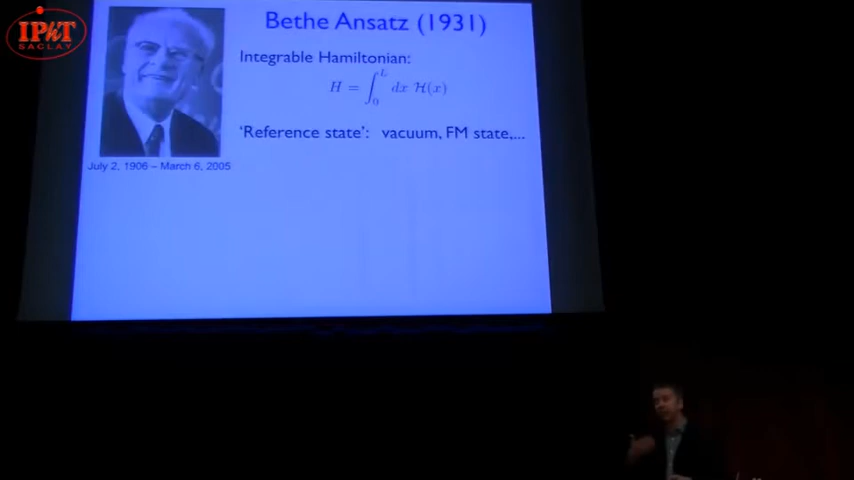 IPhT
SACLAY
Bethe Ansatz (1931)
Integrable Hamiltonian:
H = ∫₀ᴸ dx ℋ(x)
'Reference state': vacuum, FM state,...
July 2, 1906 – March 6, 2005